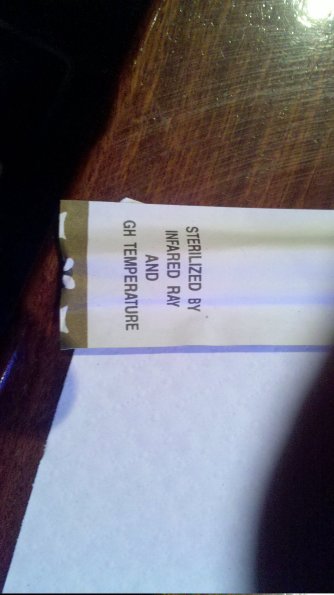 STERILIZED BY
INFARED RAY
AND
GH TEMPERATURE